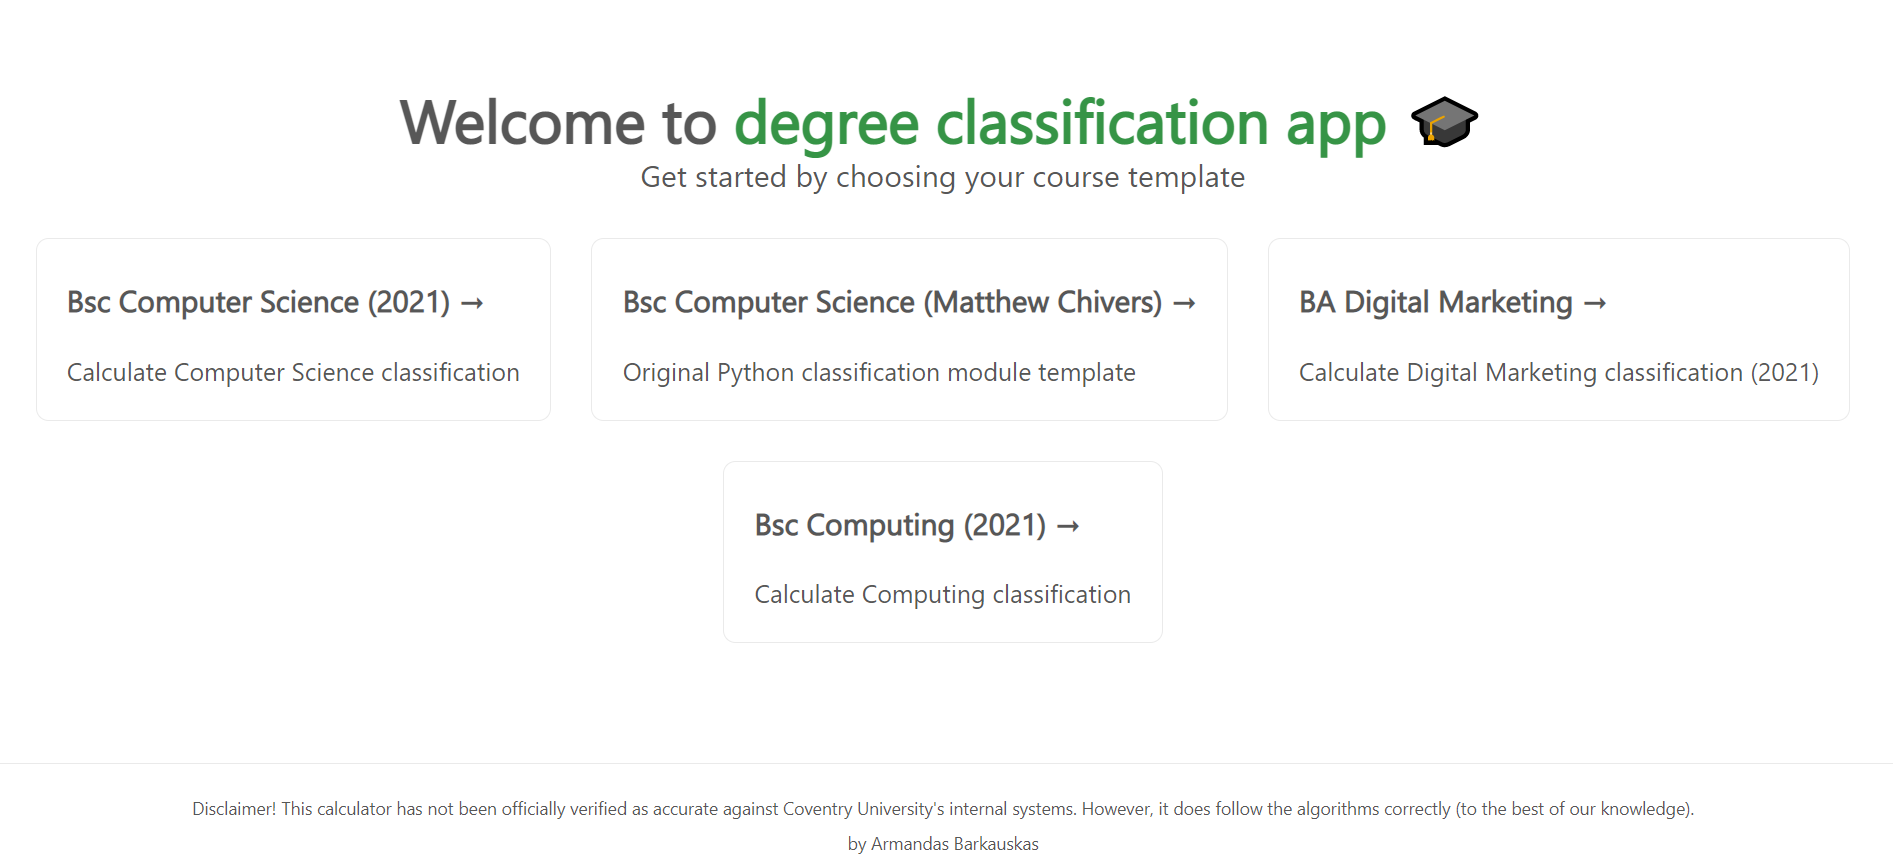 Welcome to degree classification app
Get started by choosing your course template
Bsc Computer Science (2021) →
Calculate Computer Science classification
Bsc Computer Science (Matthew Chivers) →
Original Python classification module template
BA Digital Marketing →
Calculate Digital Marketing classification (2021)
Bsc Computing (2021) →
Calculate Computing classification
Disclaimer! This calculator has not been officially verified as accurate against Coventry University's internal systems. However, it does follow the algorithms correctly (to the best of our knowledge).
by Armandas Barkauskas